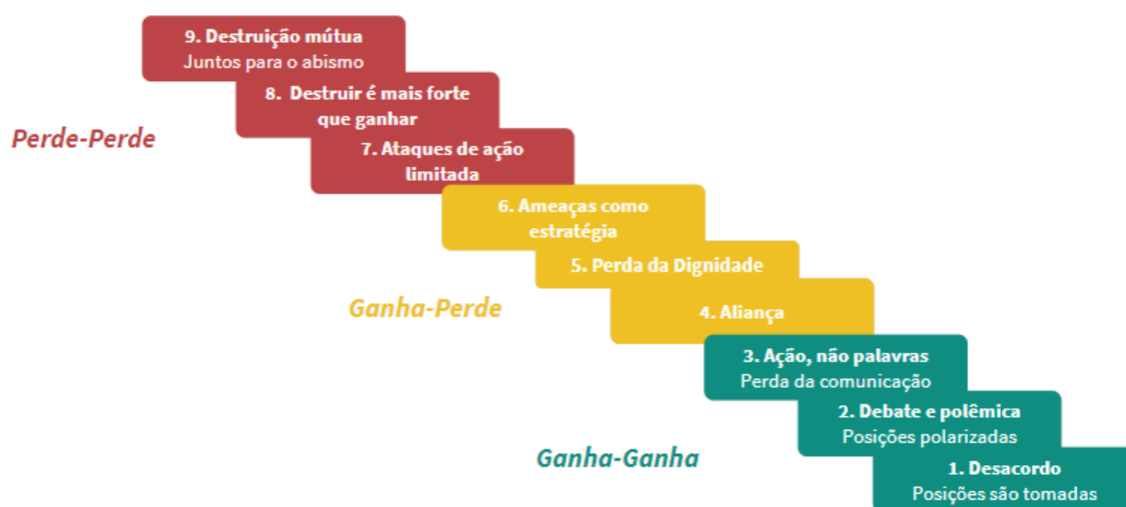 9. Destruição mútua
Juntos para o abismo
8. Destruir é mais forte
que ganhar
Perde-Perde
7. Ataques de ação
limitada
6. Ameaças como
estratégia
5. Perda da Dignidade
Ganha-Perde
4. Aliança
3. Ação, não palavras
Perda da comunicação
2. Debate e polêmica
Posições polarizadas
Ganha-Ganha
1. Desacordo
Posições são tomadas